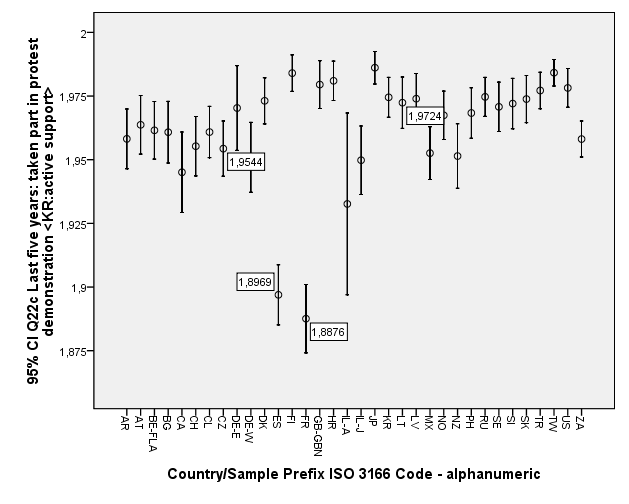 95% CI Q22c Last five years: taken part in protest
demonstration <KR:active support>
2
1,975
1,95
1,925
1,9
1,875
1,9544
1,9724
1,8969
1,8876
AR
AT
BE-FLA
BG
CA
CH
CL
CZ
DE-E
DE-W
DK
ES
FI
FR
GB-GBN
HR
IL-A
IL-J
JP
KR
LT
LV
MX
NO
NZ
PH
RU
SE
SI
SK
TR
TW
US
ZA
Country/Sample Prefix ISO 3166 Code - alphanumeric